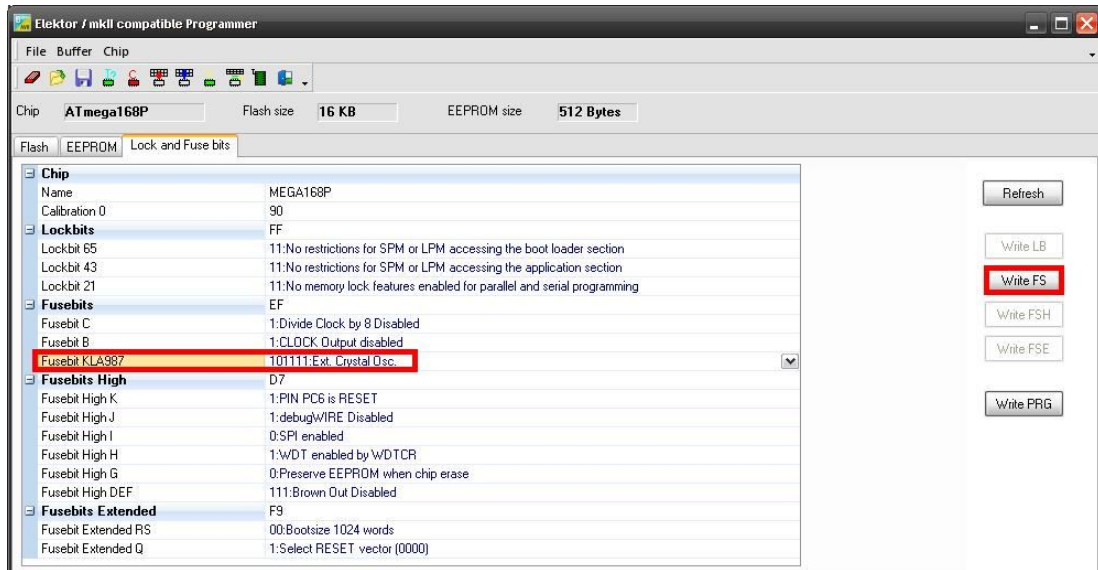 Elektor / mkII compatible Programmer
File Buffer Chip
Chip ATmega168P Flash size 16 KB EEPROM size 512 Bytes
Flash EEPROM Lock and Fuse bits
Chip
Name MEGA168P
Calibration 0 90
Lockbits FF
Lockbit 65 11:No restrictions for SPM or LPM accessing the boot loader section
Lockbit 43 11:No restrictions for SPM or LPM accessing the application section
Lockbit 21 11:No memory lock features enabled for parallel and serial programming
Fusebits EF
Fusebit C 1:Divide Clock by 8 Disabled
Fusebit B 1:CLOCK Output disabled
Fusebit KLA987 101111:Ext. Crystal Osc.
Fusebits High D7
Fusebit High K 1:PIN PC6 is RESET
Fusebit High J 1:debugWIRE Disabled
Fusebit High I 0:SPI enabled
Fusebit High H 1:WDT enabled by WDTCR
Fusebit High G 0:Preserve EEPROM when chip erase
Fusebit High DEF 111:Brown Out Disabled
Fusebits Extended F9
Fusebit Extended RS 00:Bootsize 1024 words
Fusebit Extended Q 1:Select RESET vector (0000)
Refresh
Write LB
Write FS
Write FSH
Write FSE
Write PRG